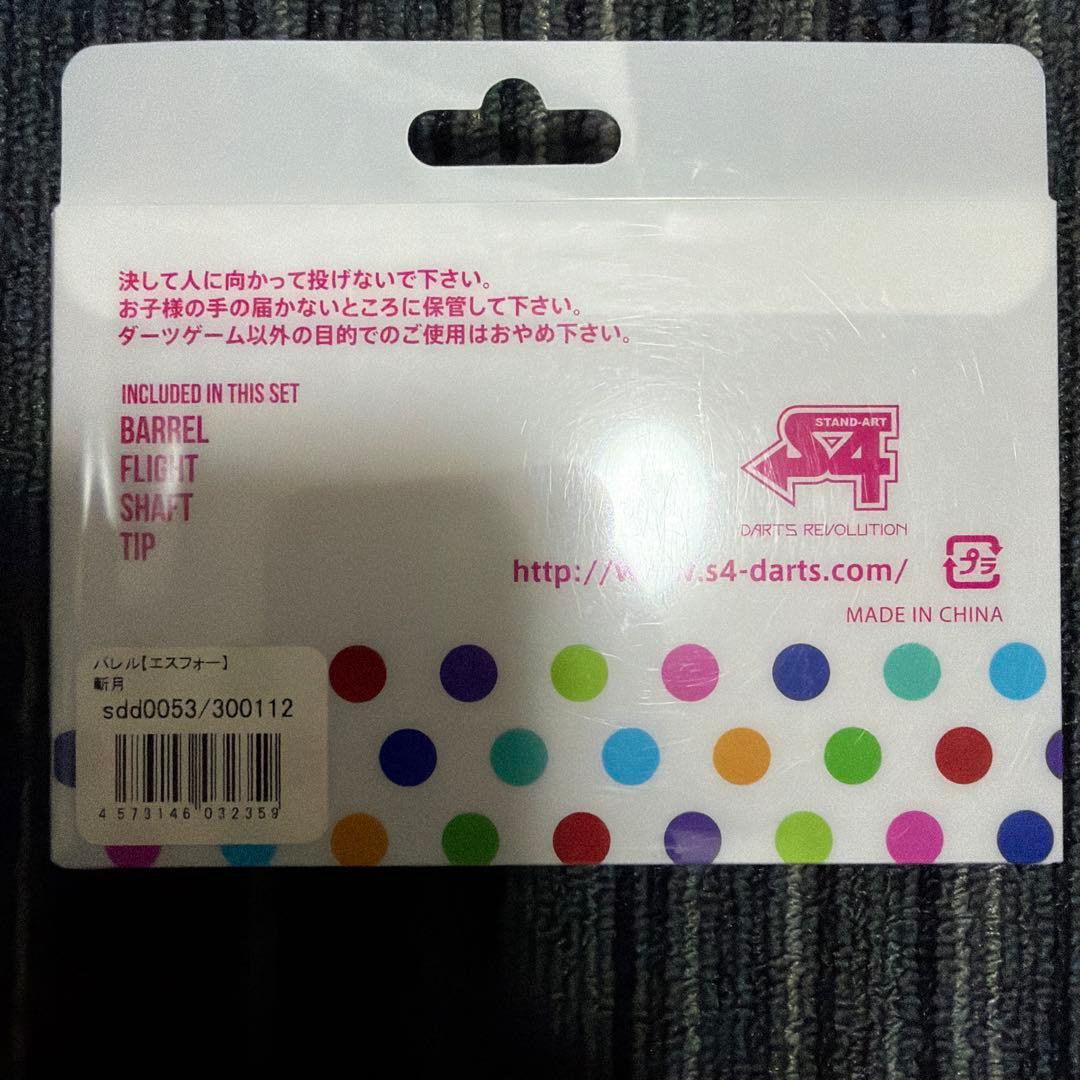 決して人に向かって投げないで下さい。
お子様の手の届かないところに保管して下さい。
ダーツゲーム以外の目的でのご使用はおやめ下さい。
INCLUDED IN THIS SET
BARREL
FLIGHT
SHAFT
TIP
STAND-ART
S4
DARTS REVOLUTION
http://www.s4-darts.com/
プラ
MADE IN CHINA
バレル【エスフォー】
斬月
sdd0053/300112
4 573146 032359